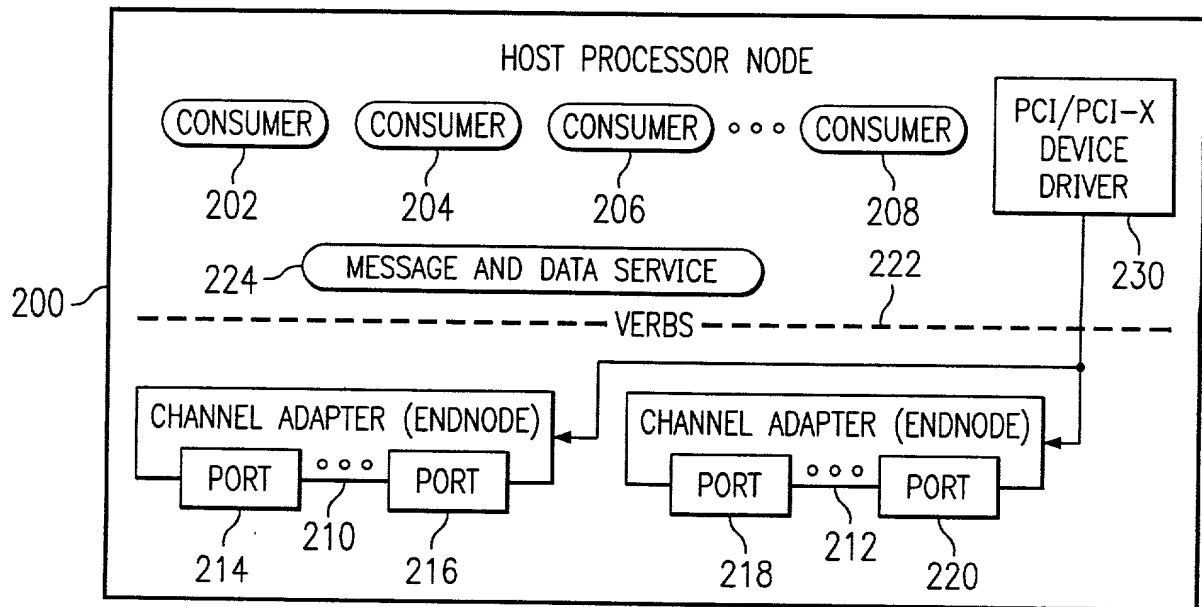 HOST PROCESSOR NODE
CONSUMER
CONSUMER
CONSUMER
CONSUMER
PCI/PCI-X
DEVICE
DRIVER
202
204
206
208
230
224
MESSAGE AND DATA SERVICE
222
200
VERBS
CHANNEL ADAPTER (ENDNODE)
CHANNEL ADAPTER (ENDNODE)
PORT
PORT
PORT
PORT
214
210
216
218
212
220